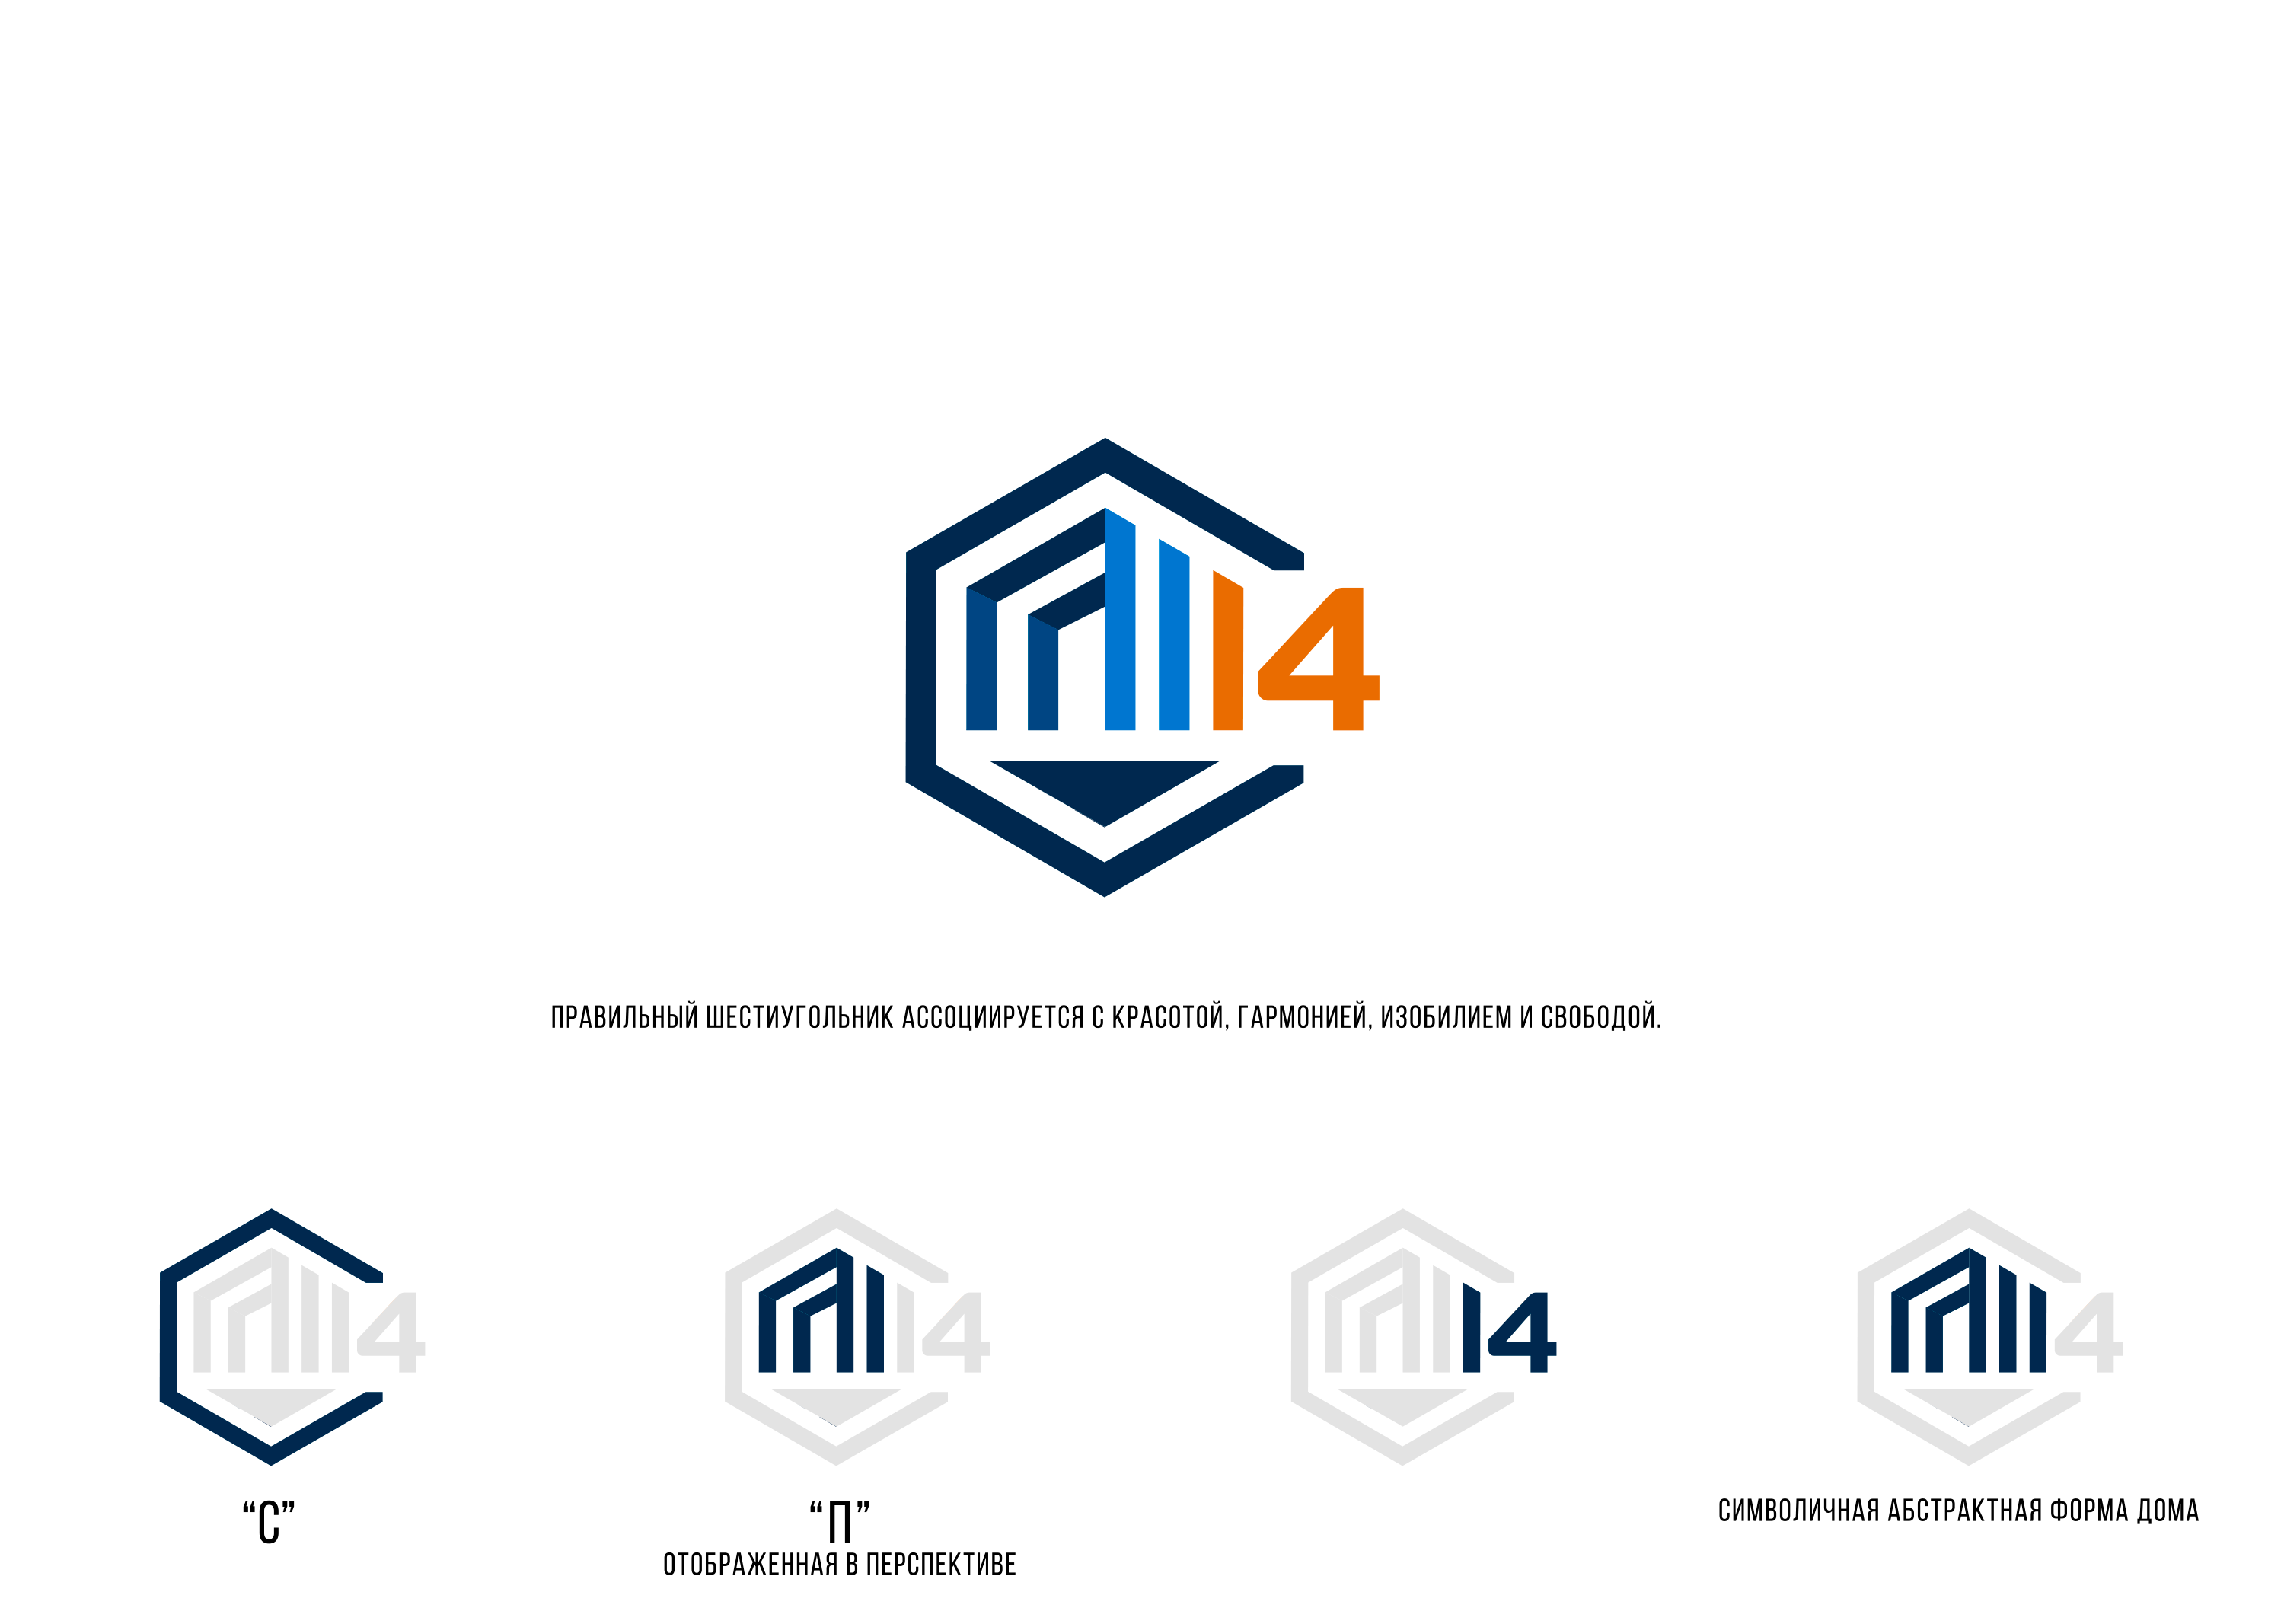 14
ПРАВИЛЬНЫЙ ШЕСТИУГОЛЬНИК АССОЦИИРУЕТСЯ С КРАСОТОЙ, ГАРМОНИЕЙ, ИЗОБИЛИЕМ И СВОБОДОЙ.
14
14
14
14
“С”
“П”
ОТОБРАЖЕННАЯ В ПЕРСПЕКТИВЕ
СИМВОЛИЧНАЯ АБСТРАКТНАЯ ФОРМА ДОМА